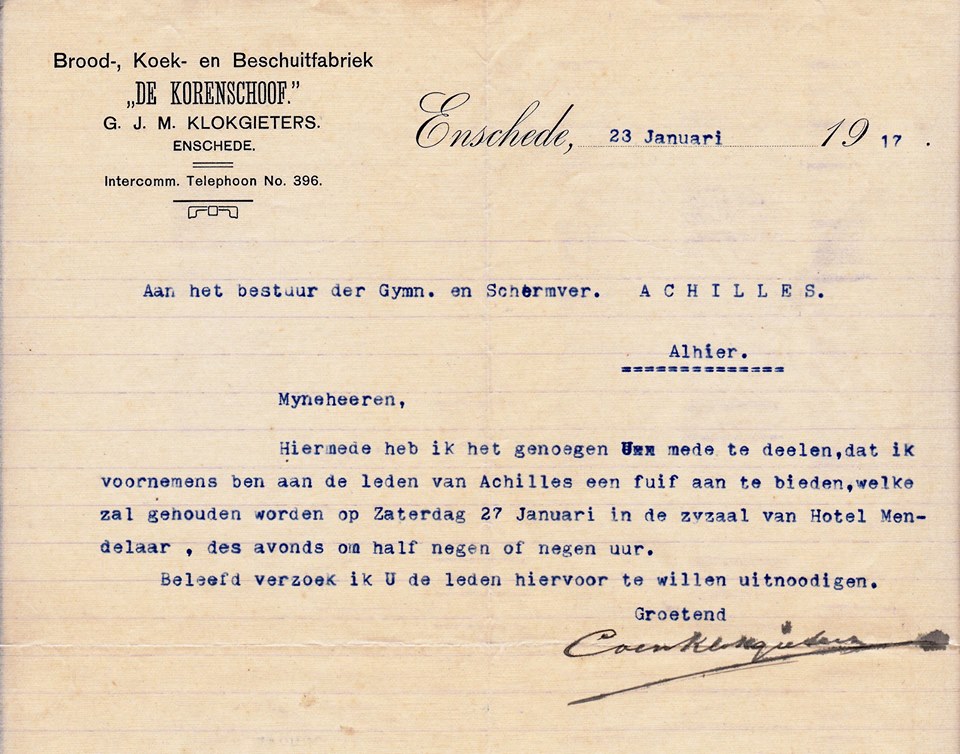 Brood-, Koek- en Beschuitfabriek
„DE KORENSCHOOF."
G. J. M. KLOKGIETERS.
ENSCHEDE.
Intercomm. Telephoon No. 396.
Enschede, 23 Januari 19 17 .
Aan het bestuur der Gymn. en Schermver. A C H I L L E S.
Alhier.
==============
Myneheeren,
Hiermede heb ik het genoegen U mede te deelen,dat ik
voornemens ben aan de leden van Achilles een fuif aan te bieden,welke
zal gehouden worden op Zaterdag 27 Januari in de zyzaal van Hotel Men-
delaar , des avonds om half negen of negen uur.
Beleefd verzoek ik U de leden hiervoor te willen uitnoodigen.
Groetend
Coen Klokgieters